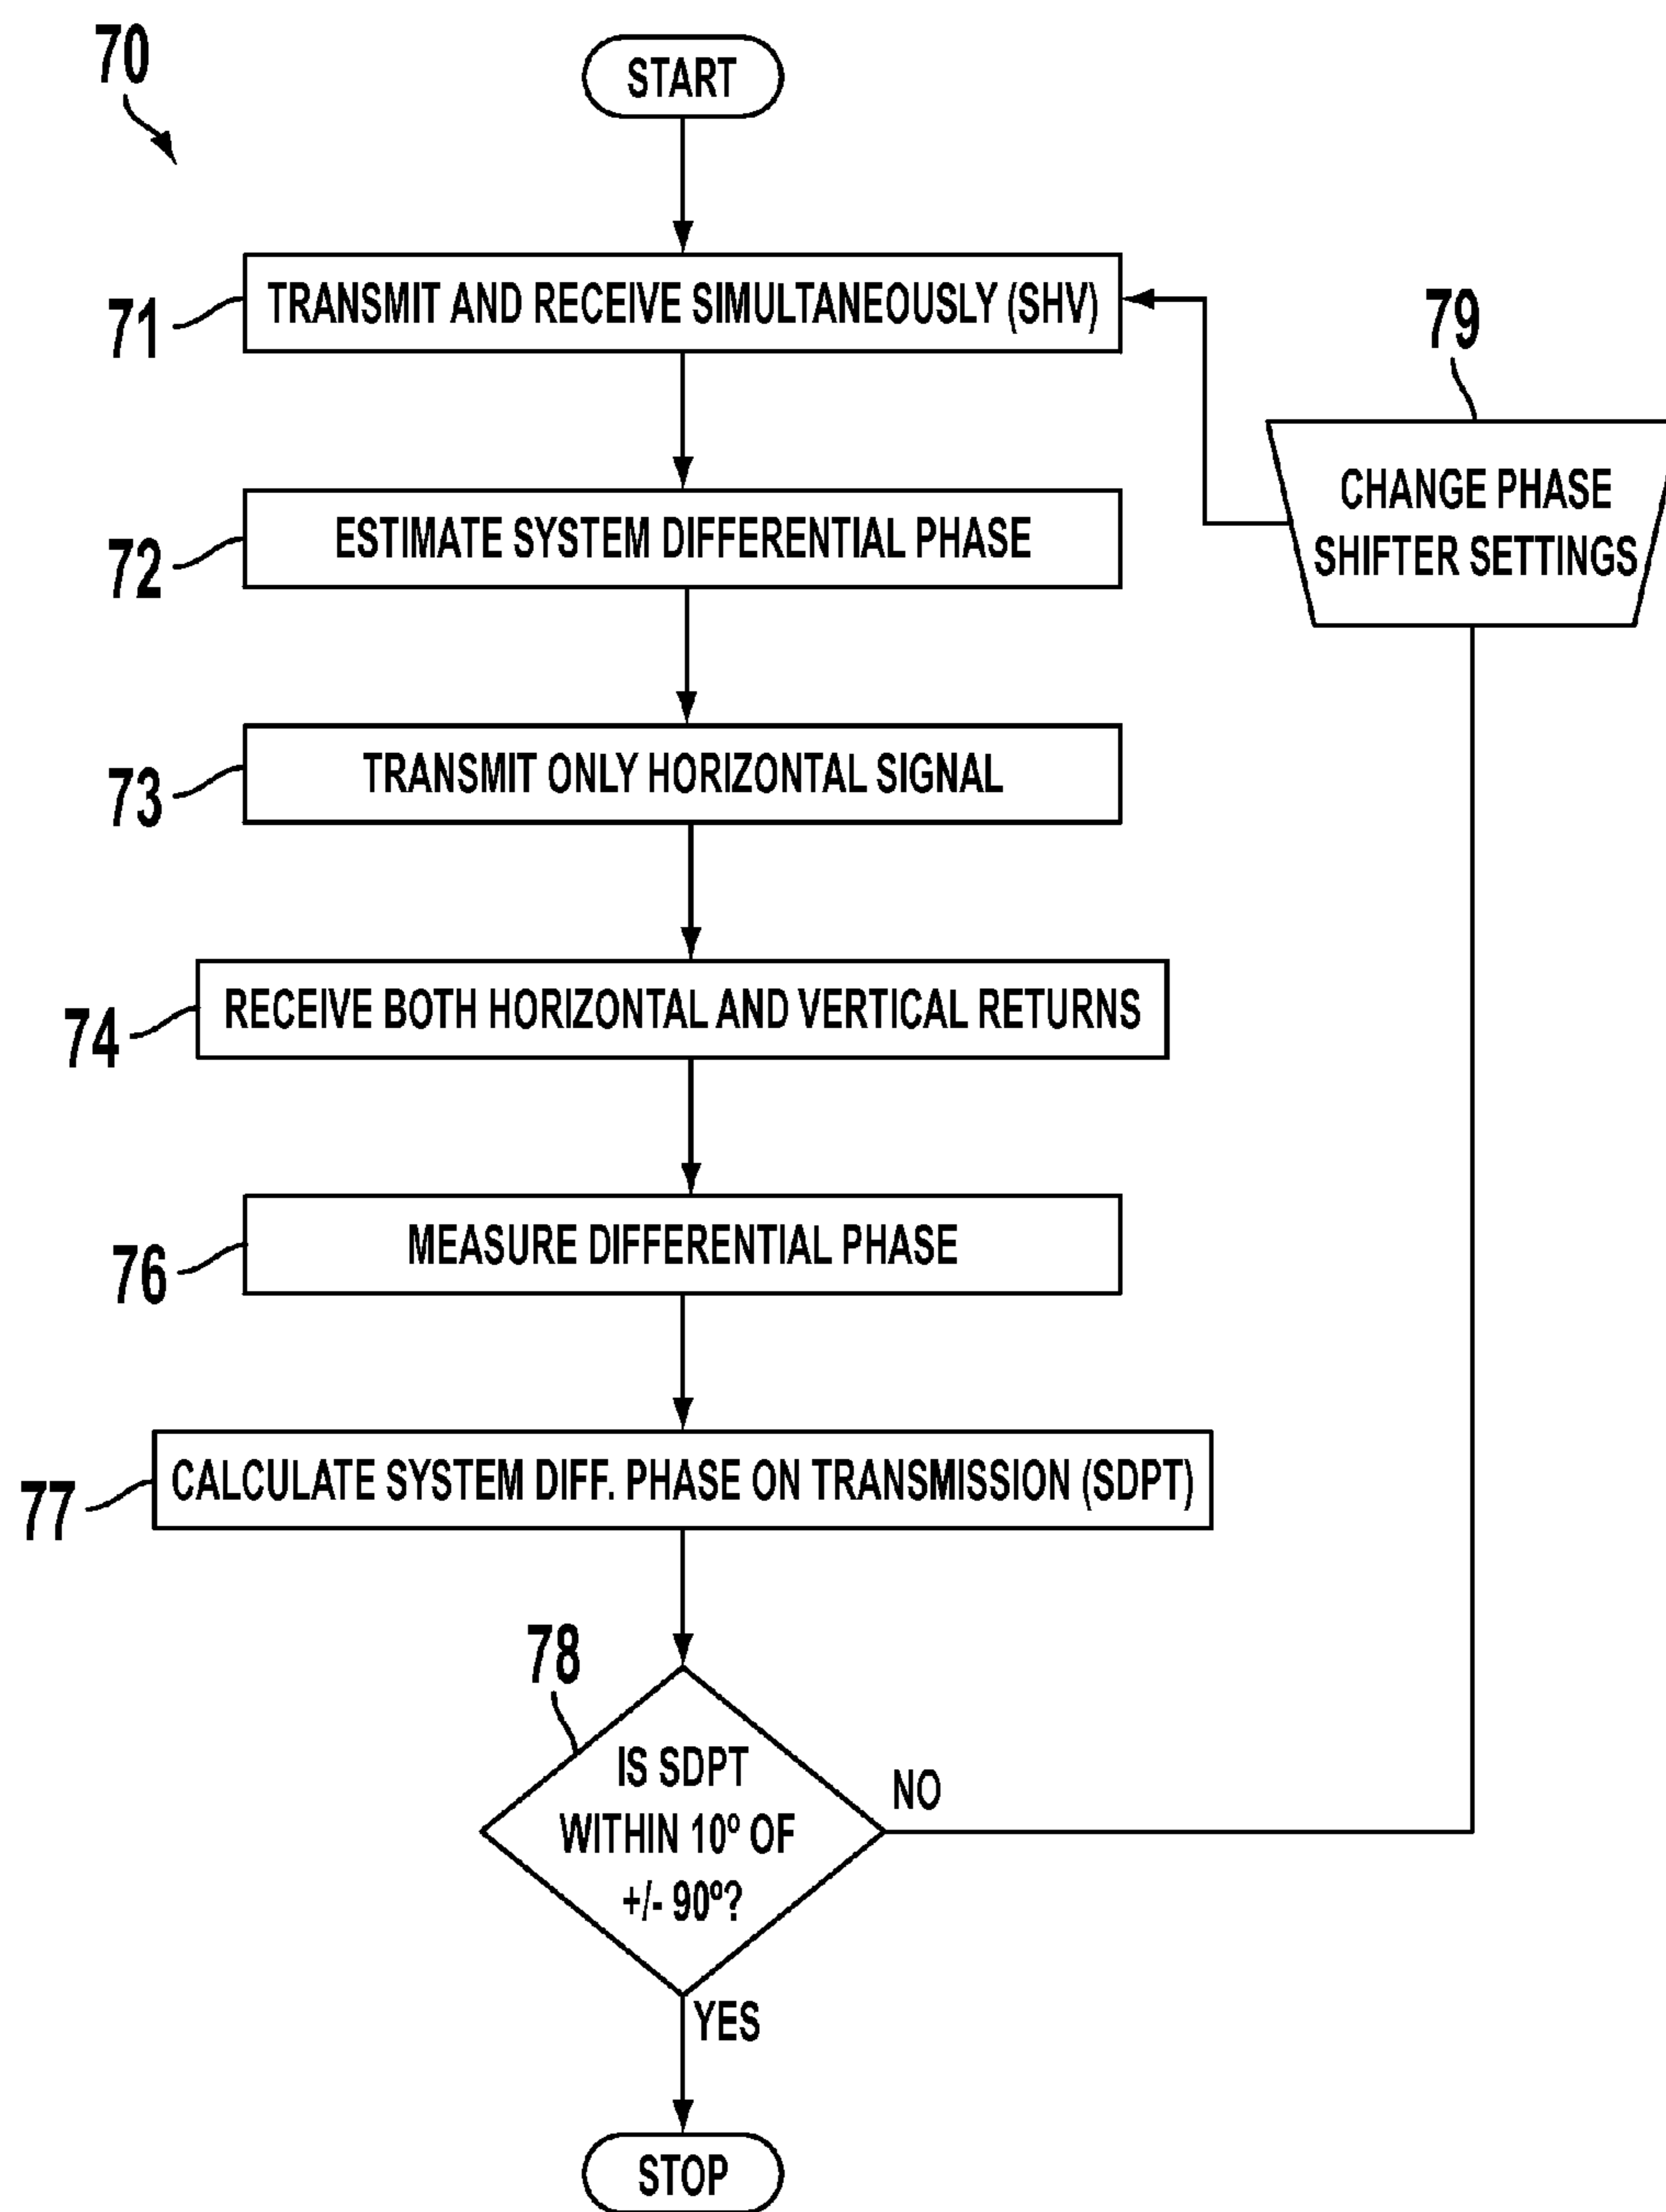 70
START
71
TRANSMIT AND RECEIVE SIMULTANEOUSLY (SHV)
79
CHANGE PHASE
SHIFTER SETTINGS
72
ESTIMATE SYSTEM DIFFERENTIAL PHASE
73
TRANSMIT ONLY HORIZONTAL SIGNAL
74
RECEIVE BOTH HORIZONTAL AND VERTICAL RETURNS
76
MEASURE DIFFERENTIAL PHASE
77
CALCULATE SYSTEM DIFF. PHASE ON TRANSMISSION (SDPT)
78
IS SDPT
WITHIN 10º OF
+/- 90º?
NO
YES
STOP